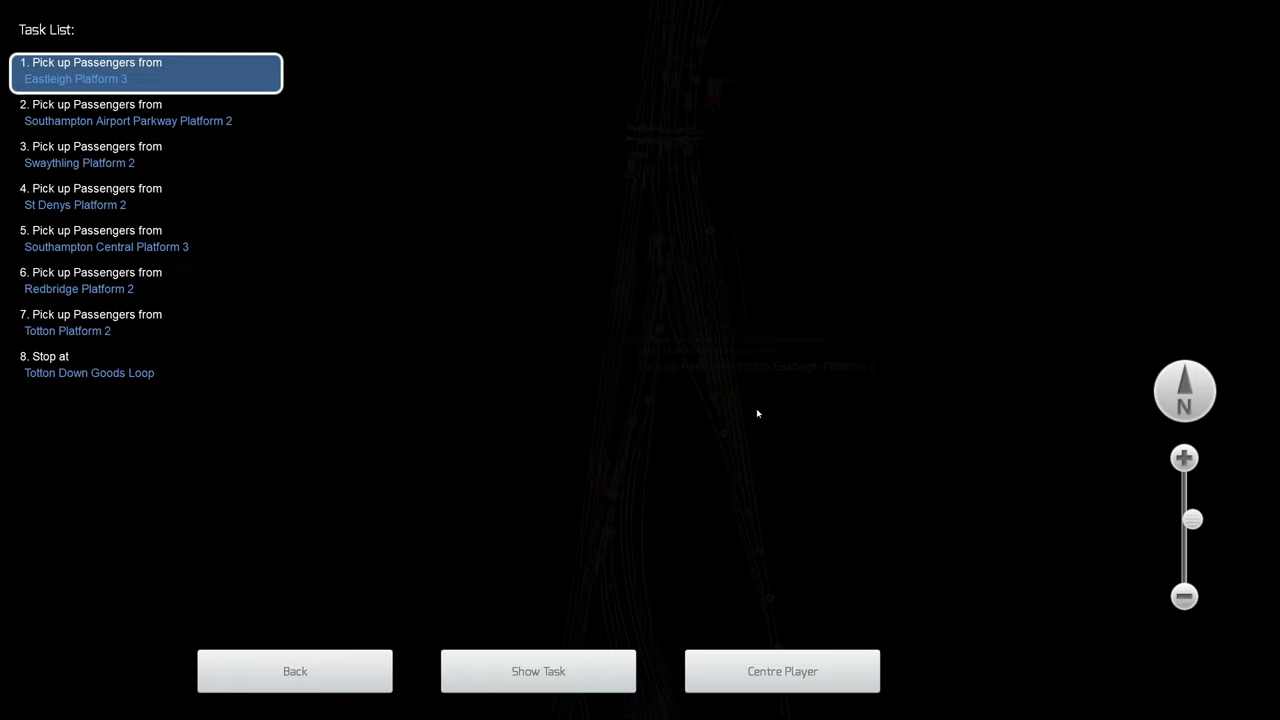 Task List:
1. Pick up Passengers from
Eastleigh Platform 3
2. Pick up Passengers from
Southampton Airport Parkway Platform 2
3. Pick up Passengers from
Swaythling Platform 2
4. Pick up Passengers from
St Denys Platform 2
5. Pick up Passengers from
Southampton Central Platform 3
6. Pick up Passengers from
Redbridge Platform 2
7. Pick up Passengers from
Totton Platform 2
8. Stop at
Totton Down Goods Loop
N
Back
Show Task
Centre Player